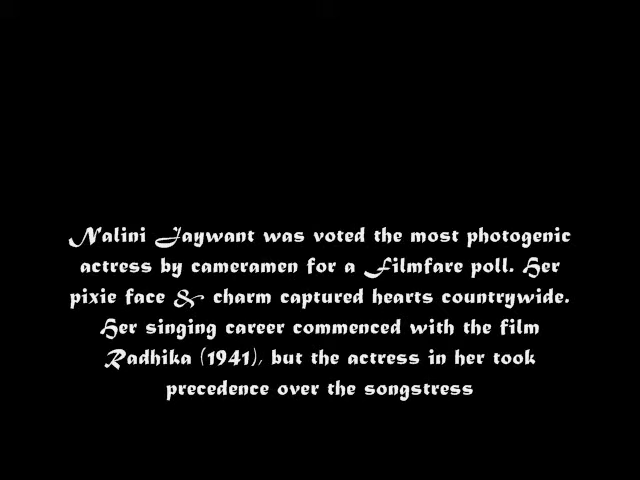 Nalini Jaywant was voted the most photogenic
actress by cameramen for a Filmfare poll. Her
pixie face & charm captured hearts countrywide.
Her singing career commenced with the film
Radhika (1941), but the actress in her took
precedence over the songstress